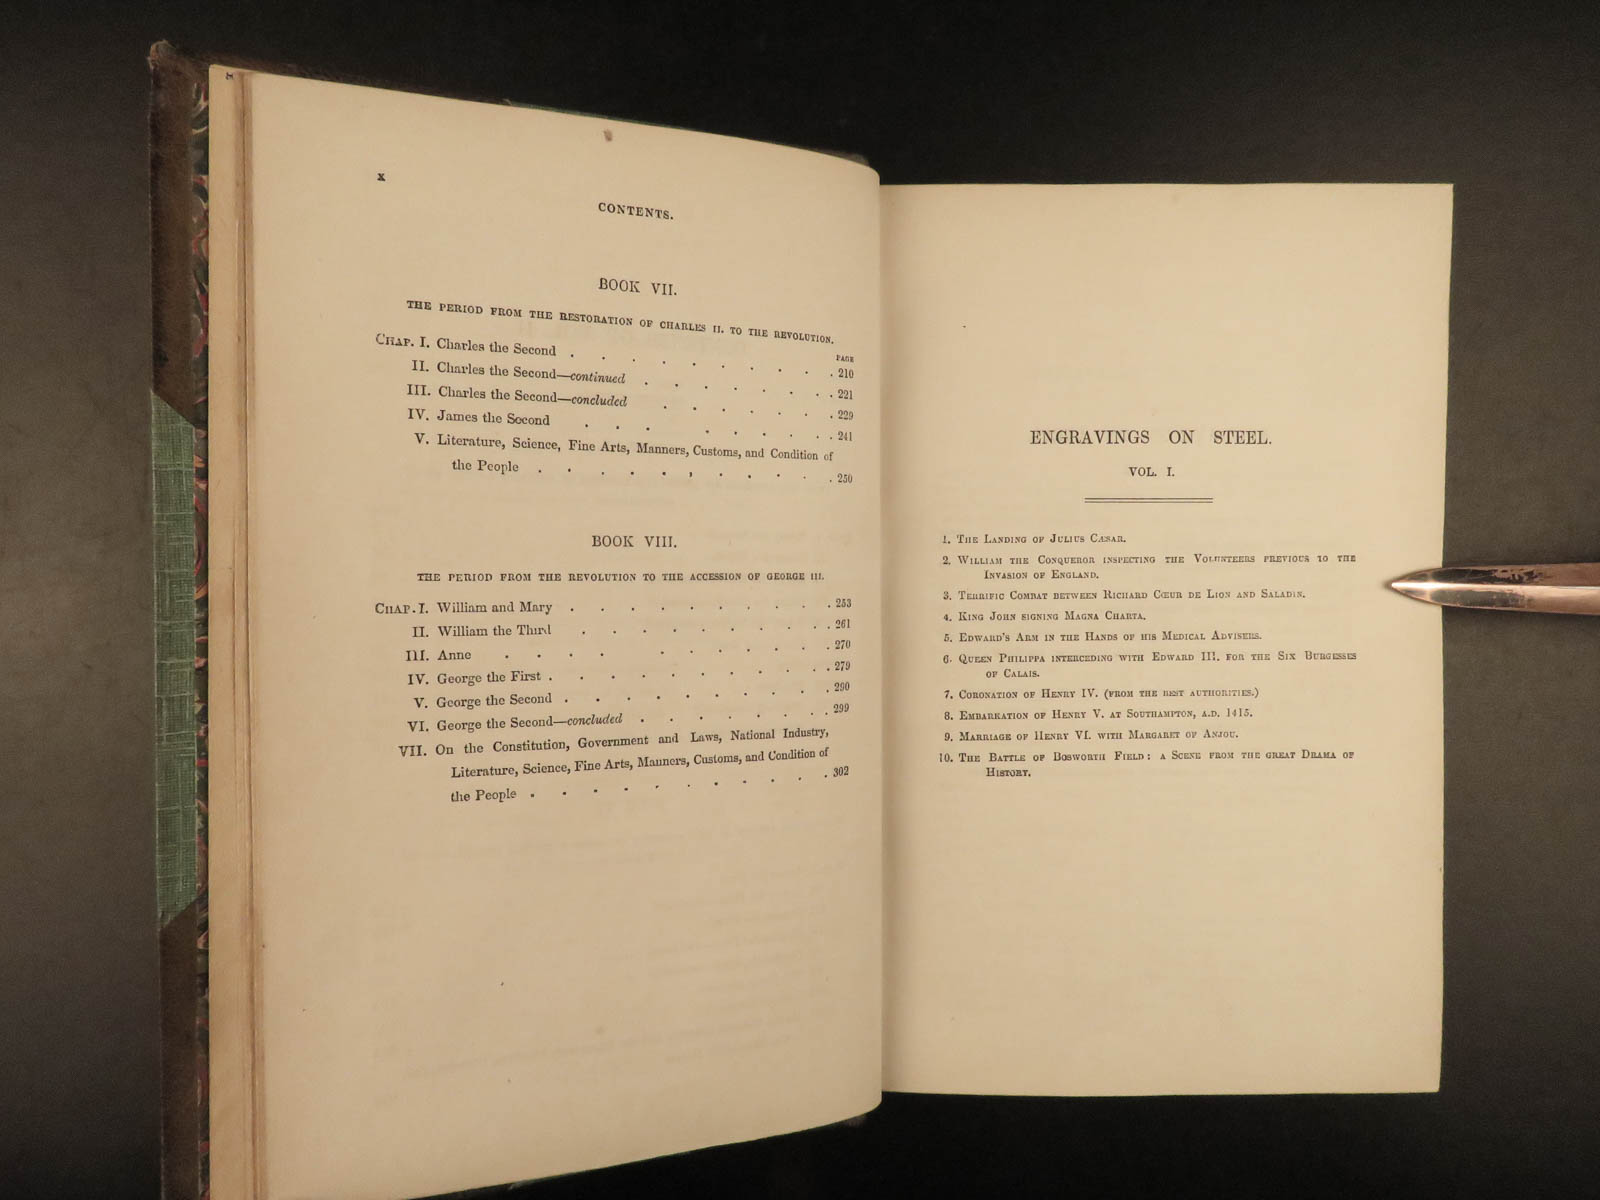 x
CONTENTS.
BOOK VII.
THE PERIOD FROM THE RESTORATION OF CHARLES II. TO THE REVOLUTION.
PAGE
CHAP. I. Charles the Second . . . . . . . . . . 210
II. Charles the Second—continued . . . . . . . . 221
III. Charles the Second—concluded . . . . . . . 229
IV. James the Second . . . . . . . . . 241
V. Literature, Science, Fine Arts, Manners, Customs, and Condition of
the People . . . . . . . . . . . 250
BOOK VIII.
THE PERIOD FROM THE REVOLUTION TO THE ACCESSION OF GEORGE III.
CHAP. I. William and Mary . . . . . . . . . . 253
II. William the Third . . . . . . . . . . 261
III. Anne . . . . . . . . . . . 270
IV. George the First . . . . . . . . . . . 279
V. George the Second . . . . . . . . . . 290
VI. George the Second—concluded . . . . . . . . 299
VII. On the Constitution, Government and Laws, National Industry,
Literature, Science, Fine Arts, Manners, Customs, and Condition of
the People . . . . . . . . . . . 302
ENGRAVINGS ON STEEL.
VOL. I.
1. THE LANDING OF JULIUS CÆSAR.
2. WILLIAM THE CONQUEROR INSPECTING THE VOLUNTEERS PREVIOUS TO THE
INVASION OF ENGLAND.
3. TERRIFIC COMBAT BETWEEN RICHARD CŒUR DE LION AND SALADIN.
4. KING JOHN SIGNING MAGNA CHARTA.
5. EDWARD'S ARM IN THE HANDS OF HIS MEDICAL ADVISERS.
6. QUEEN PHILIPPA INTERCEDING WITH EDWARD III. FOR THE SIX BURGESSES
OF CALAIS.
7. CORONATION OF HENRY IV. (FROM THE BEST AUTHORITIES.)
8. EMBARKATION OF HENRY V. AT SOUTHAMPTON, A.D. 1415.
9. MARRIAGE OF HENRY VI. WITH MARGARET OF ANJOU.
10. THE BATTLE OF BOSWORTH FIELD: A SCENE FROM THE GREAT DRAMA OF
HISTORY.